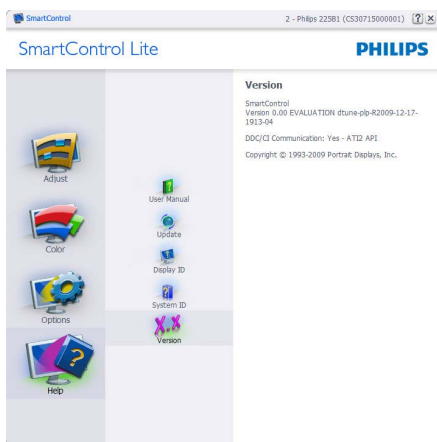 SmartControl
2 - Philips 225B1 (CS30715000001)
SmartControl Lite
PHILIPS
Adjust
Color
Options
Help
User Manual
Update
Display ID
System ID
X.X
Version
Version
SmartControl
Version 0.00 EVALUATION dtune-plp-R2009-12-17-
1913-04
DDC/CI Communication: Yes - ATI2 API
Copyright © 1993-2009 Portrait Displays, Inc.